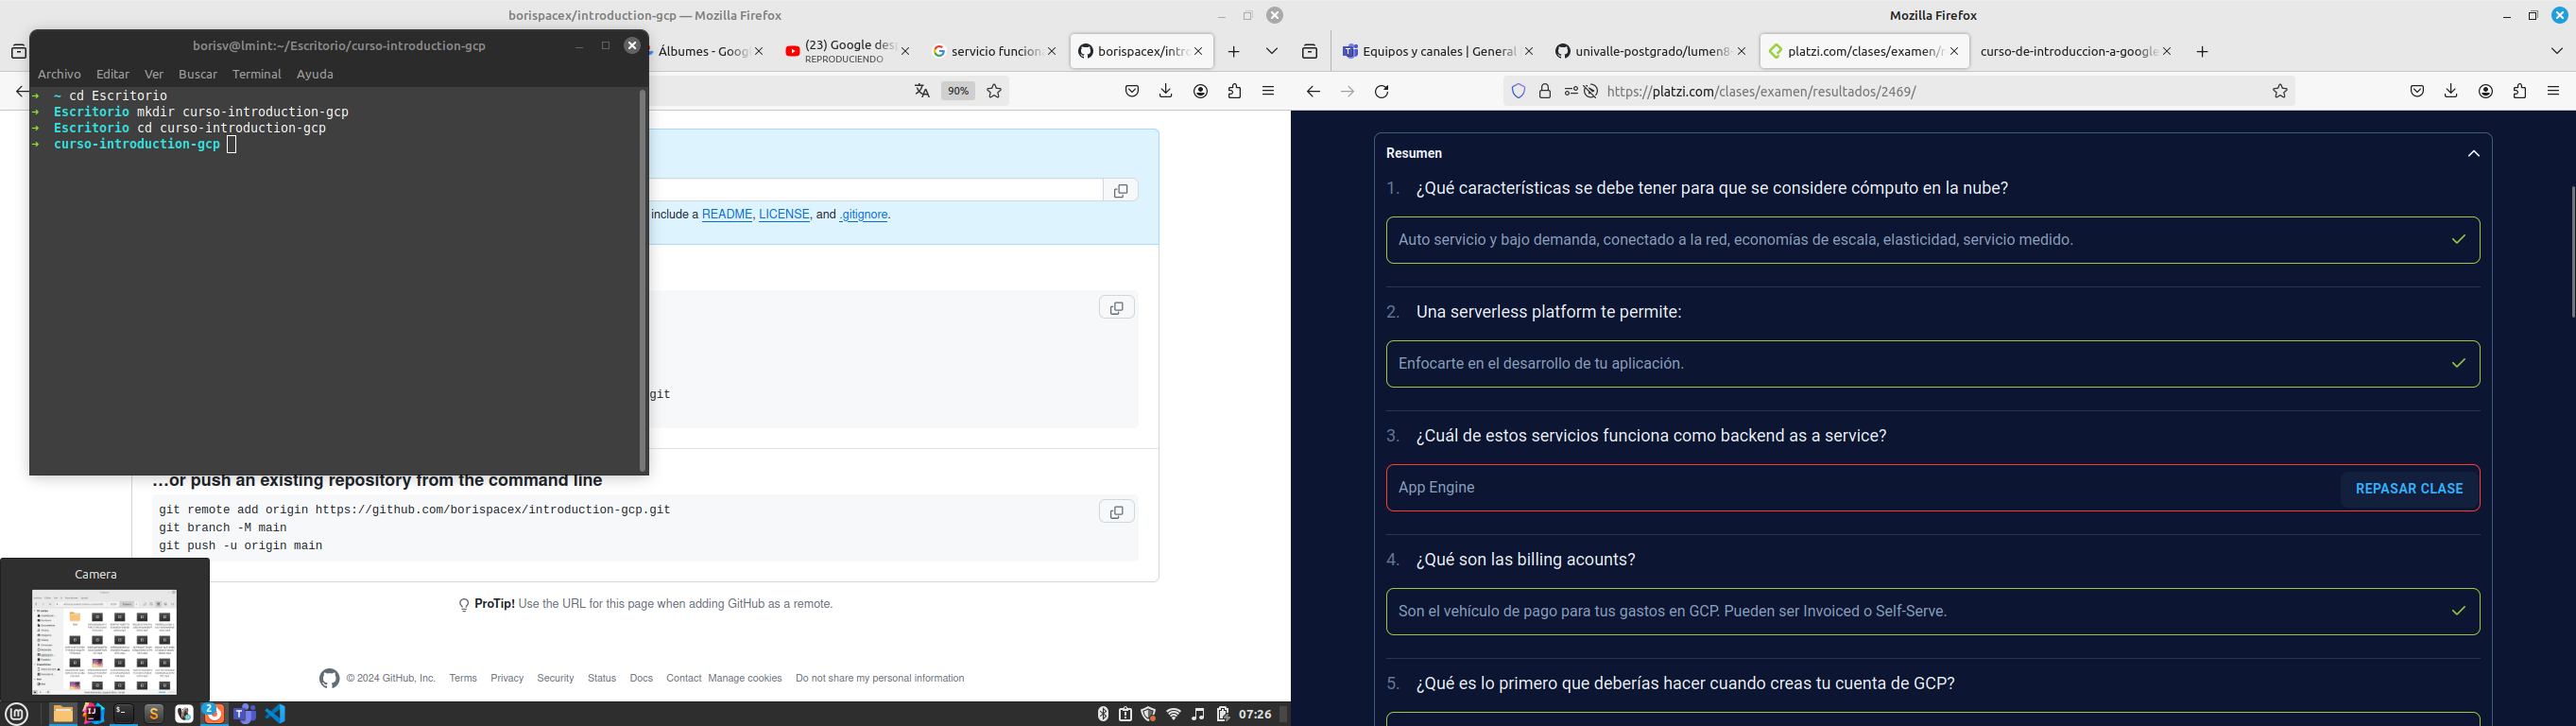 borispacex/introduction-gcp — Mozilla Firefox
borisv@lmint:~/Escritorio/curso-introduction-gcp
Archivo Editar Ver Buscar Terminal Ayuda
➜ ~ cd Escritorio
➜ Escritorio mkdir curso-introduction-gcp
➜ Escritorio cd curso-introduction-gcp
➜ curso-introduction-gcp
Álbumes - Goog
(23) Google des
REPRODUCIENDO
servicio funcion
borispacex/intro
90%
include a README, LICENSE, and .gitignore.
git
…or push an existing repository from the command line
git remote add origin https://github.com/borispacex/introduction-gcp.git
git branch -M main
git push -u origin main
ProTip! Use the URL for this page when adding GitHub as a remote.
© 2024 GitHub, Inc. Terms Privacy Security Status Docs Contact Manage cookies Do not share my personal information
Camera
07:26
Mozilla Firefox
Equipos y canales | General
univalle-postgrado/lumen8
platzi.com/clases/examen/r
curso-de-introduccion-a-google
https://platzi.com/clases/examen/resultados/2469/
Resumen
1. ¿Qué características se debe tener para que se considere cómputo en la nube?
Auto servicio y bajo demanda, conectado a la red, economías de escala, elasticidad, servicio medido.
2. Una serverless platform te permite:
Enfocarte en el desarrollo de tu aplicación.
3. ¿Cuál de estos servicios funciona como backend as a service?
App Engine
REPASAR CLASE
4. ¿Qué son las billing acounts?
Son el vehículo de pago para tus gastos en GCP. Pueden ser Invoiced o Self-Serve.
5. ¿Qué es lo primero que deberías hacer cuando creas tu cuenta de GCP?